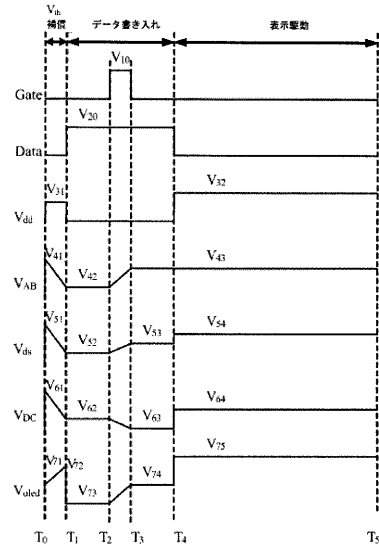 Vth
補償 データ書き入れ 表示駆動
V10
Gate
V20
Data
V31 V32
Vdd
V41 V42 V43
VAB
V51 V52 V53 V54
Vds
V61 V62 V63 V64
VDC
V71 V72 V73 V74 V75
Voled
T0 T1 T2 T3 T4 T5